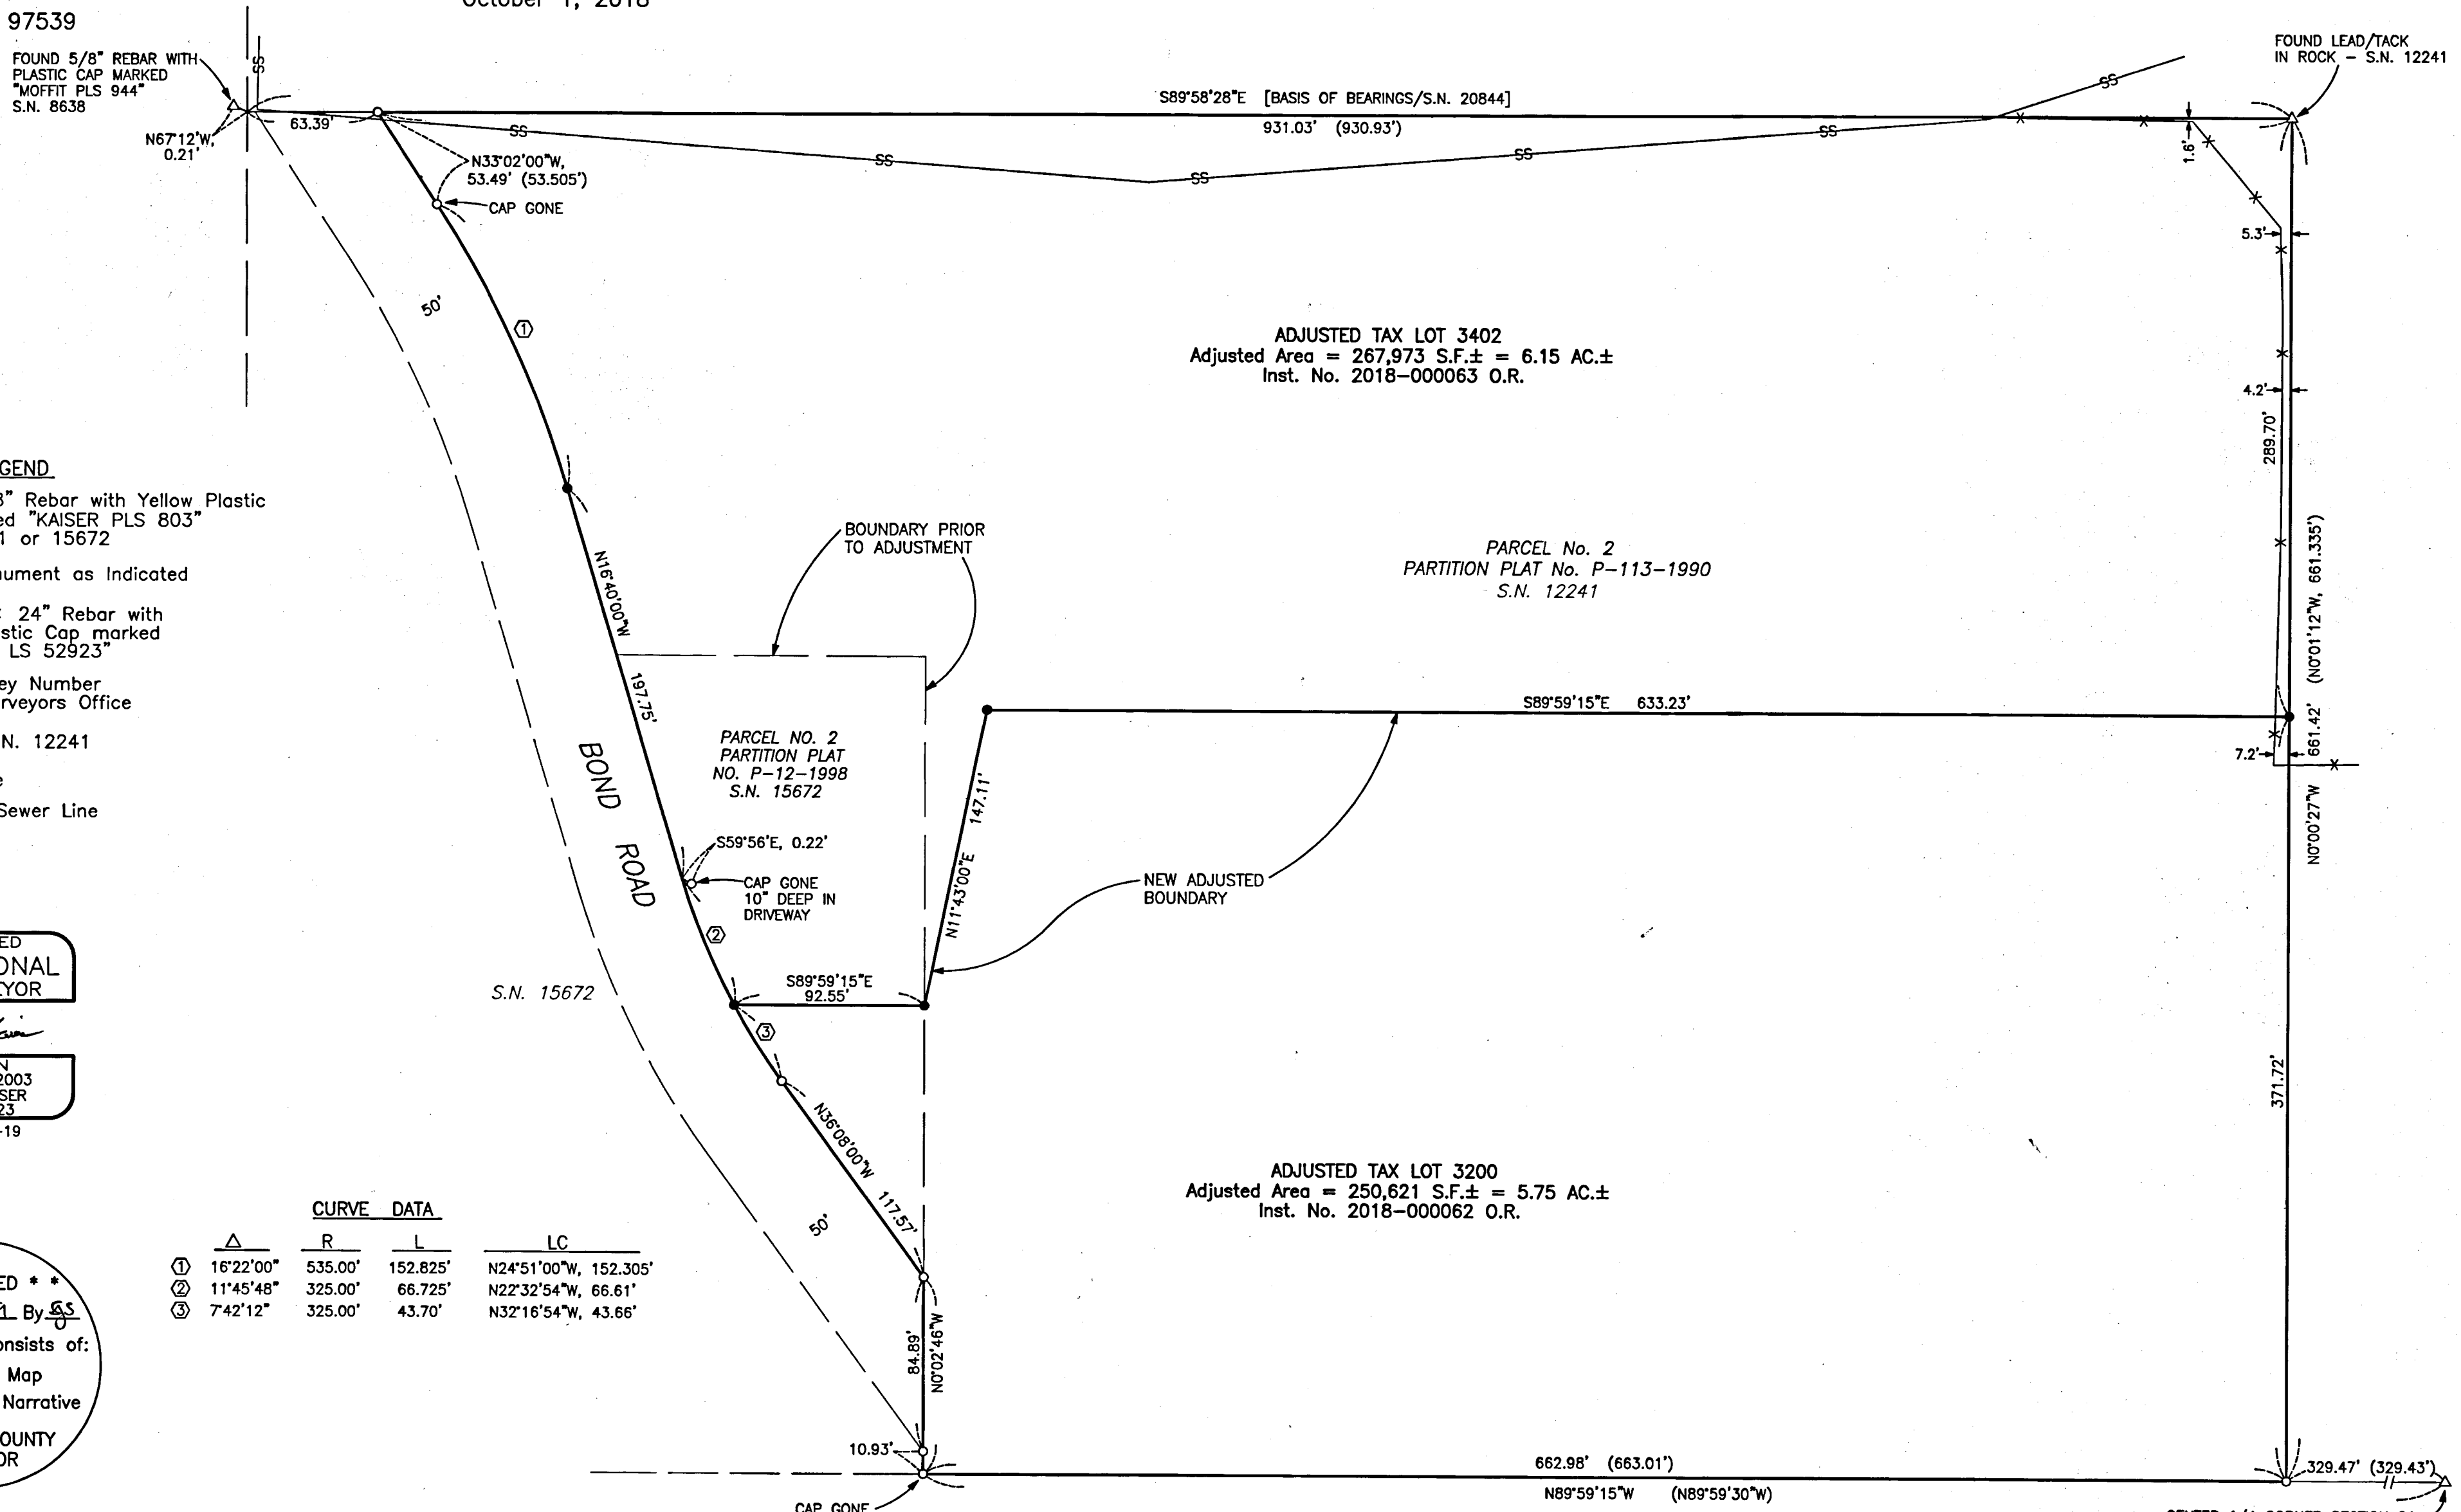 97539
FOUND 5/8" REBAR WITH
PLASTIC CAP MARKED
"MOFFIT PLS 944"
S.N. 8638
N67°12'W,
0.21'
SS
63.39'
S89°58'28"E [BASIS OF BEARINGS/S.N. 20844]
931.03' (930.93')
SS
SS
SS
SS
SS
SS
FOUND LEAD/TACK
IN ROCK – S.N. 12241
1.6'
5.3'
4.2'
289.70'
N33°02'00"W,
53.49' (53.505')
CAP GONE
50'
1
ADJUSTED TAX LOT 3402
Adjusted Area = 267,973 S.F.± = 6.15 AC.±
Inst. No. 2018–000063 O.R.
GEND
" Rebar with Yellow Plastic
ed "KAISER PLS 803"
1 or 15672
nument as Indicated
24" Rebar with
stic Cap marked
LS 52923"
ey Number
rveyors Office
N. 12241
e
Sewer Line
N16°40'00"W
197.75'
BOUNDARY PRIOR
TO ADJUSTMENT
PARCEL No. 2
PARTITION PLAT No. P–113–1990
S.N. 12241
N0°00'27"W 661.42' (N0°01'12"W, 661.335')
S89°59'15"E 633.23'
7.2'
PARCEL NO. 2
PARTITION PLAT
NO. P–12–1998
S.N. 15672
BOND ROAD
S59°56'E, 0.22'
CAP GONE
10" DEEP IN
DRIVEWAY
2
N11°43'00"E 147.11'
NEW ADJUSTED
BOUNDARY
S89°59'15"E
92.55'
S.N. 15672
3
ED
ONAL
YOR
N
2003
SER
23
-19
N36°08'00"W 117.57'
371.72'
ADJUSTED TAX LOT 3200
Adjusted Area = 250,621 S.F.± = 5.75 AC.±
Inst. No. 2018–000062 O.R.
50'
CURVE DATA
△ R L LC
1 16°22'00" 535.00' 152.825' N24°51'00"W, 152.305'
2 11°45'48" 325.00' 66.725' N22°32'54"W, 66.61'
3 7°42'12" 325.00' 43.70' N32°16'54"W, 43.66'
ED * *
1 By
onsists of:
Map
Narrative
OUNTY
OR
84.89'
N0°02'46"W
10.93'
662.98' (663.01')
N89°59'15"W (N89°59'30"W)
329.47' (329.43')
CAP GONE